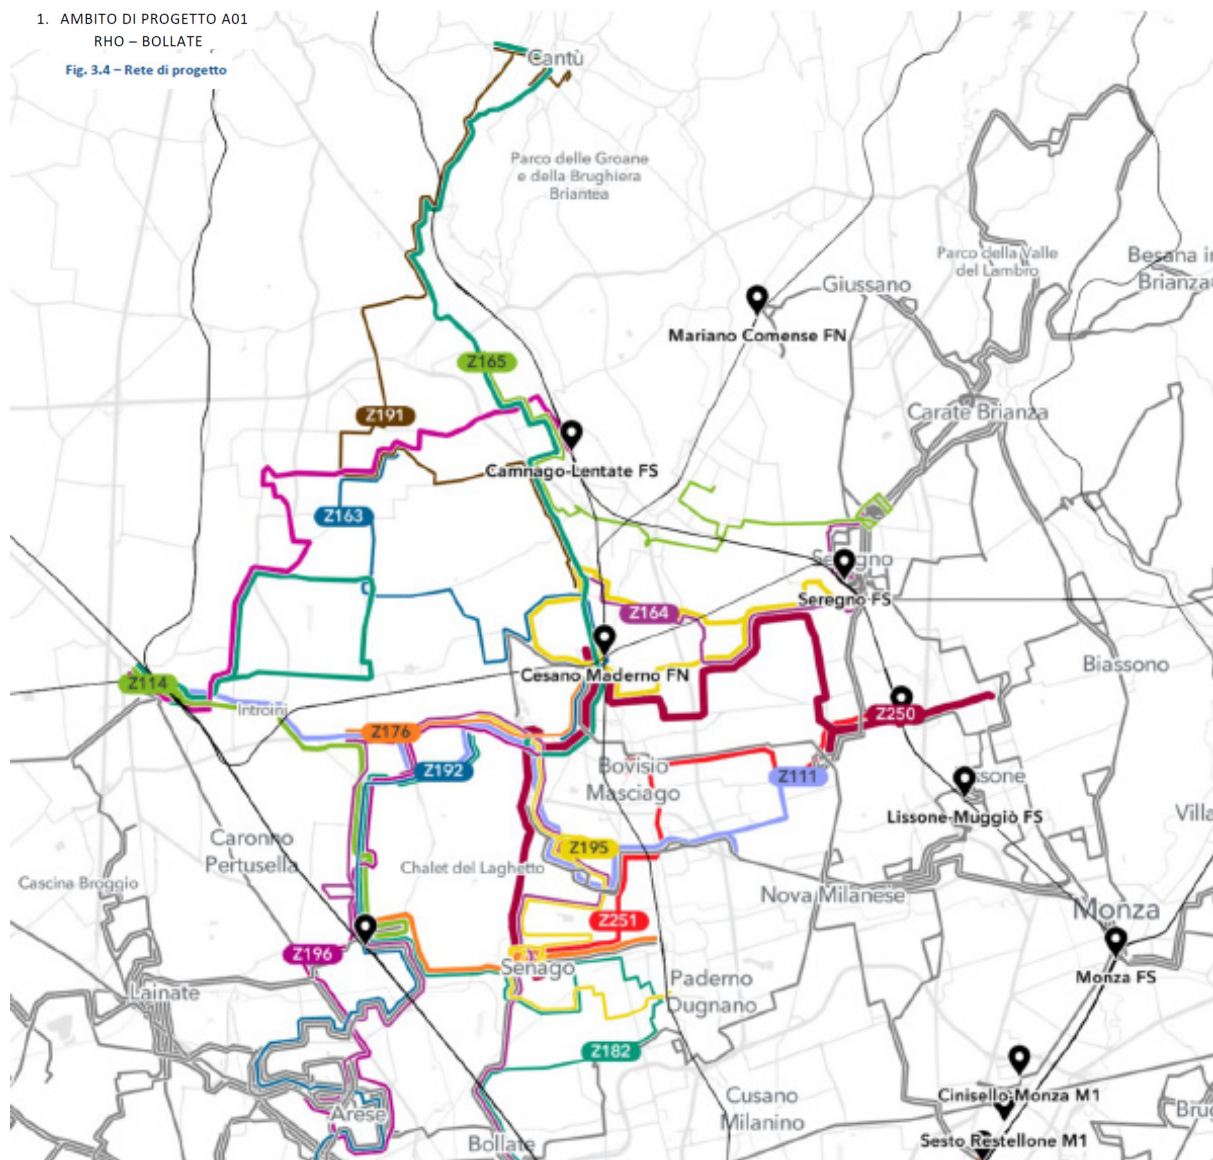 1. AMBITO DI PROGETTO A01
RHO – BOLLATE
Fig. 3.4 – Rete di progetto
Cantù
Parco delle Groane
e della Brughiera
Briantea
Parco della Valle
del Lambro
Besana in
Brianza
Giussano
Mariano Comense FN
Z165
Z191
Carate Brianza
Camnago-Lentate FS
Z163
Seregno
Seregno FS
Z164
Biassono
Cesano Maderno FN
Z114
Introini
Z250
Z176
Z192
Bovisio
Masciago
Z111
Lissone-Muggiò FS
Caronno
Pertusella
Z195
Chalet del Laghetto
Cascina Broggio
Nova Milanese
Monza
Z251
Z196
Senago
Monza FS
Paderno
Dugnano
Lainate
Z182
Cinisello-Monza M1
Cusano
Milanino
Arese
Bollate
Sesto Restellone M1